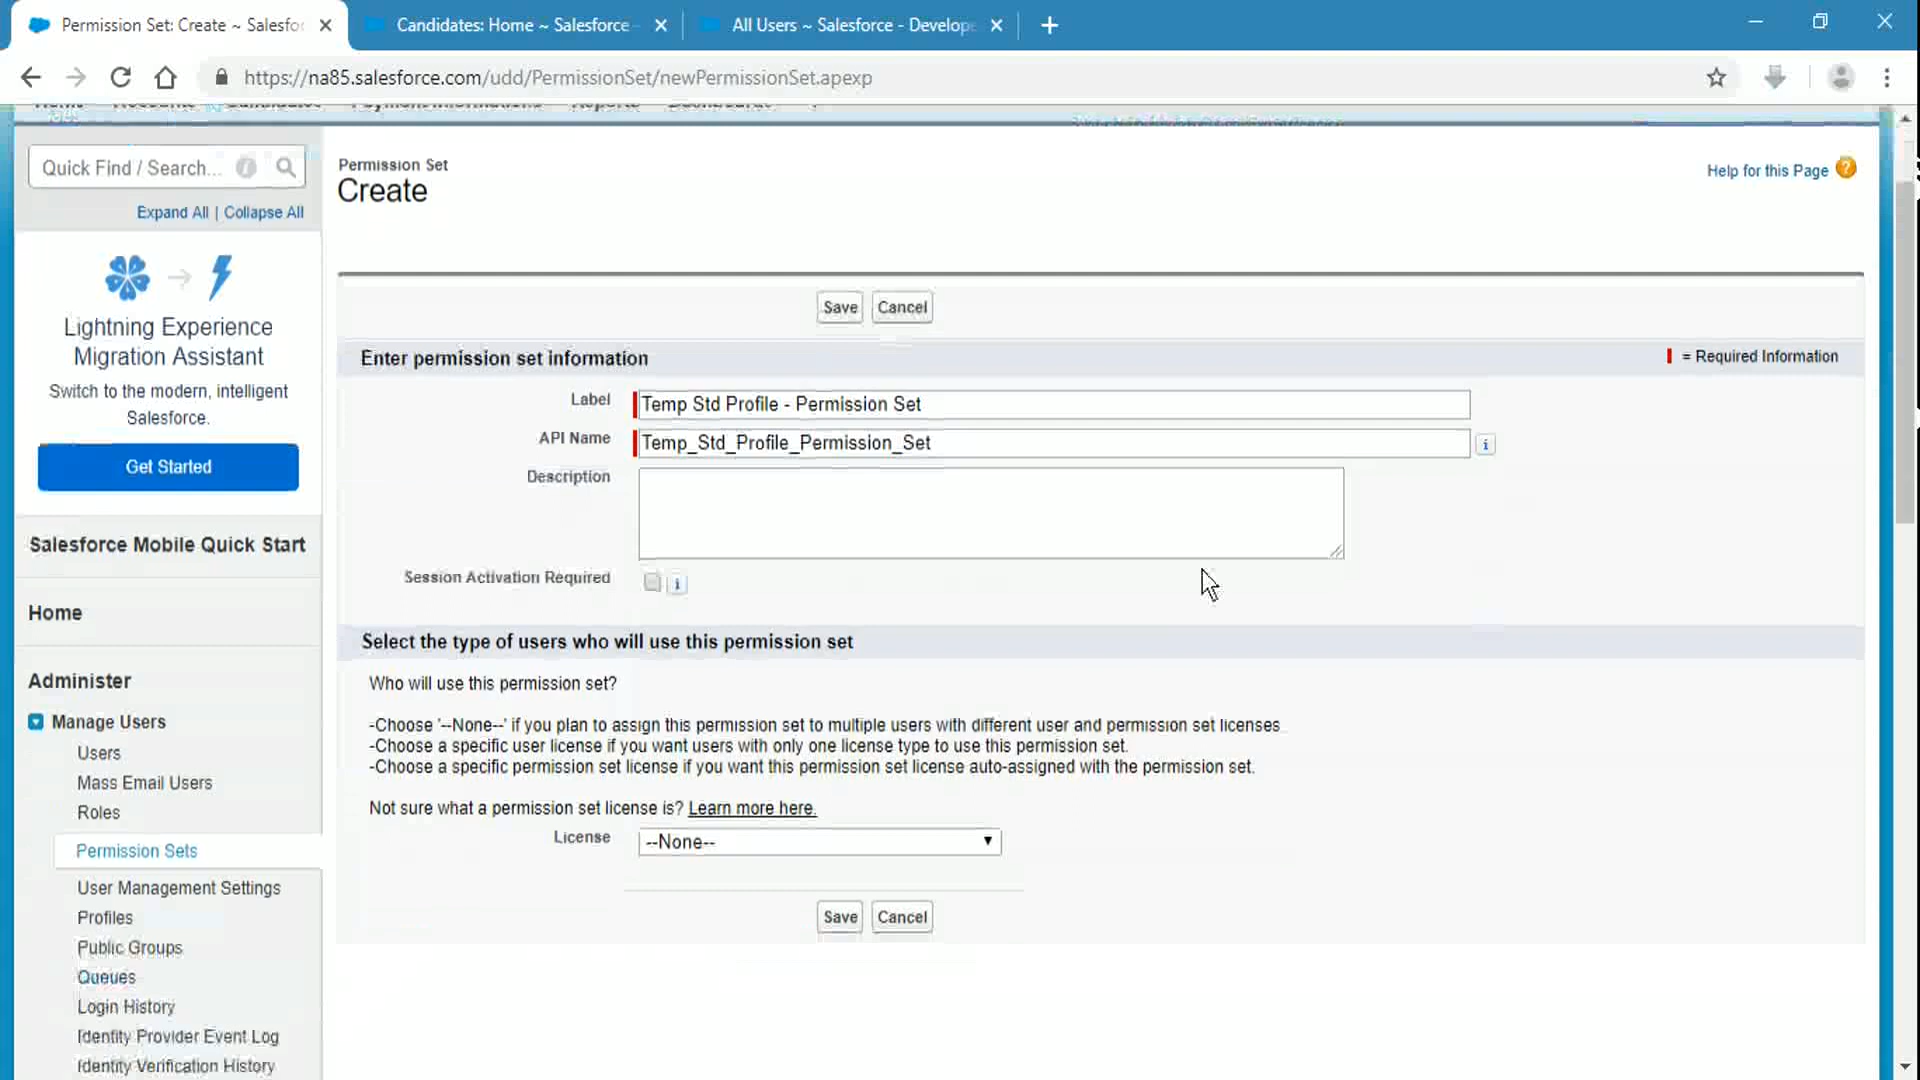 Permission Set: Create ~ Salesfo
Candidates: Home ~ Salesforce -
All Users ~ Salesforce - Develope
https://na85.salesforce.com/udd/PermissionSet/newPermissionSet.apexp
Quick Find / Search...
Expand All | Collapse All
Lightning Experience
Migration Assistant
Switch to the modern, intelligent
Salesforce.
Get Started
Salesforce Mobile Quick Start
Home
Administer
Manage Users
Users
Mass Email Users
Roles
Permission Sets
User Management Settings
Profiles
Public Groups
Queues
Login History
Identity Provider Event Log
Identity Verification History
Permission Set
Create
Help for this Page ?
Save Cancel
Enter permission set information
= Required Information
Label Temp Std Profile - Permission Set
API Name Temp_Std_Profile_Permission_Set i
Description
Session Activation Required i
Select the type of users who will use this permission set
Who will use this permission set?
-Choose '--None--' if you plan to assign this permission set to multiple users with different user and permission set licenses.
-Choose a specific user license if you want users with only one license type to use this permission set.
-Choose a specific permission set license if you want this permission set license auto-assigned with the permission set.
Not sure what a permission set license is? Learn more here.
License --None--
Save Cancel